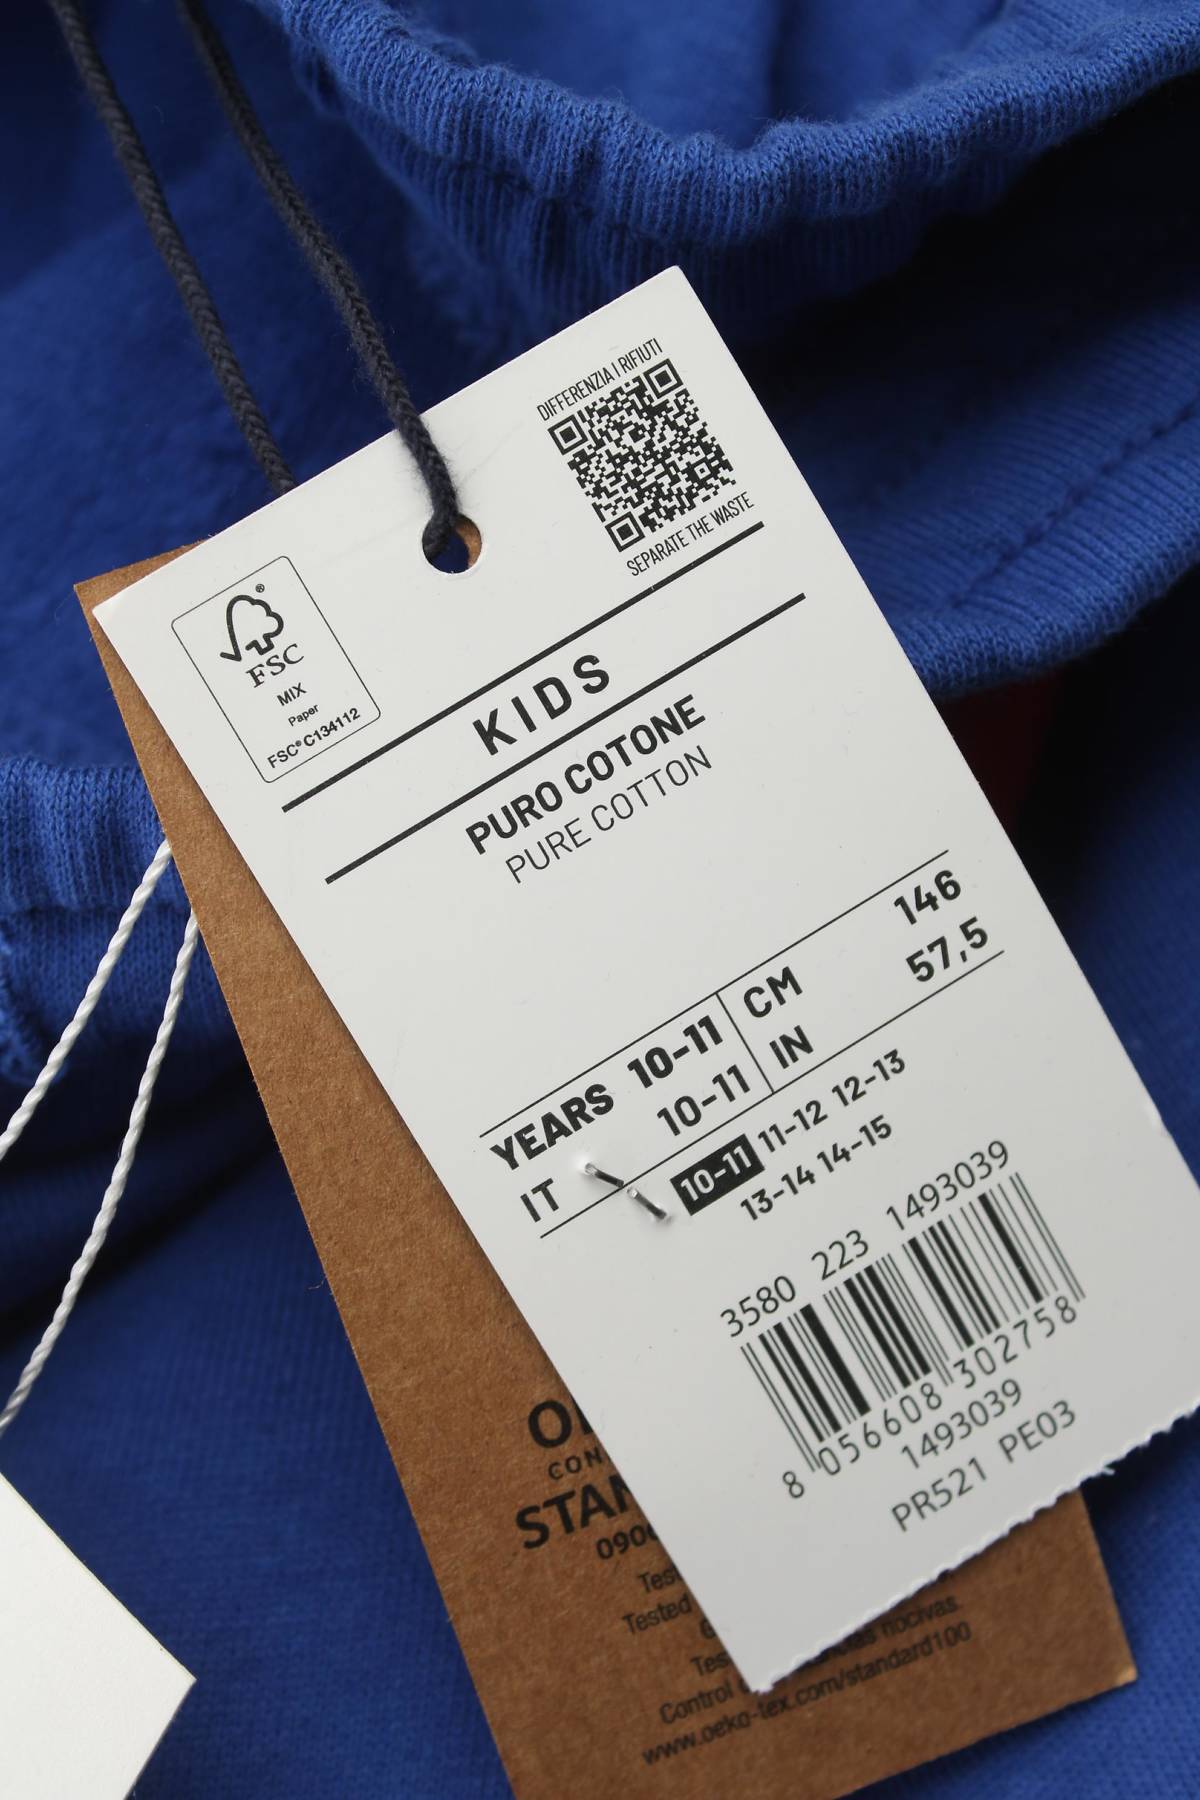 DIFFERENZIA I RIFIUTI
SEPARATE THE WASTE
FSC®
MIX
Paper
FSC® C134112
KIDS
PURO COTONE
PURE COTTON
YEARS 10-11 CM 146
IT 10-11 IN 57,5
10-11 11-12 12-13
13-14 14-15
3580 223 1493039
8 056608 302758
1493039
PR521 PE03
Tested
nocivas.
Control
www.oeko-tex.com/standard100